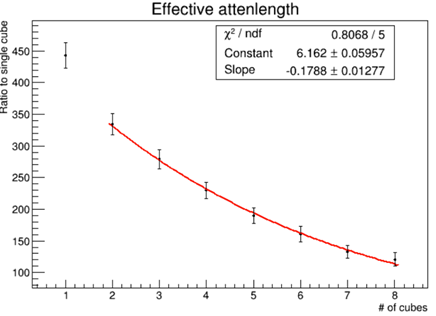 Effective attenlength
χ² / ndf 0.8068 / 5
Constant 6.162 ± 0.05957
Slope -0.1788 ± 0.01277
Ratio to single cube
450
400
350
300
250
200
150
100
1 2 3 4 5 6 7 8
# of cubes